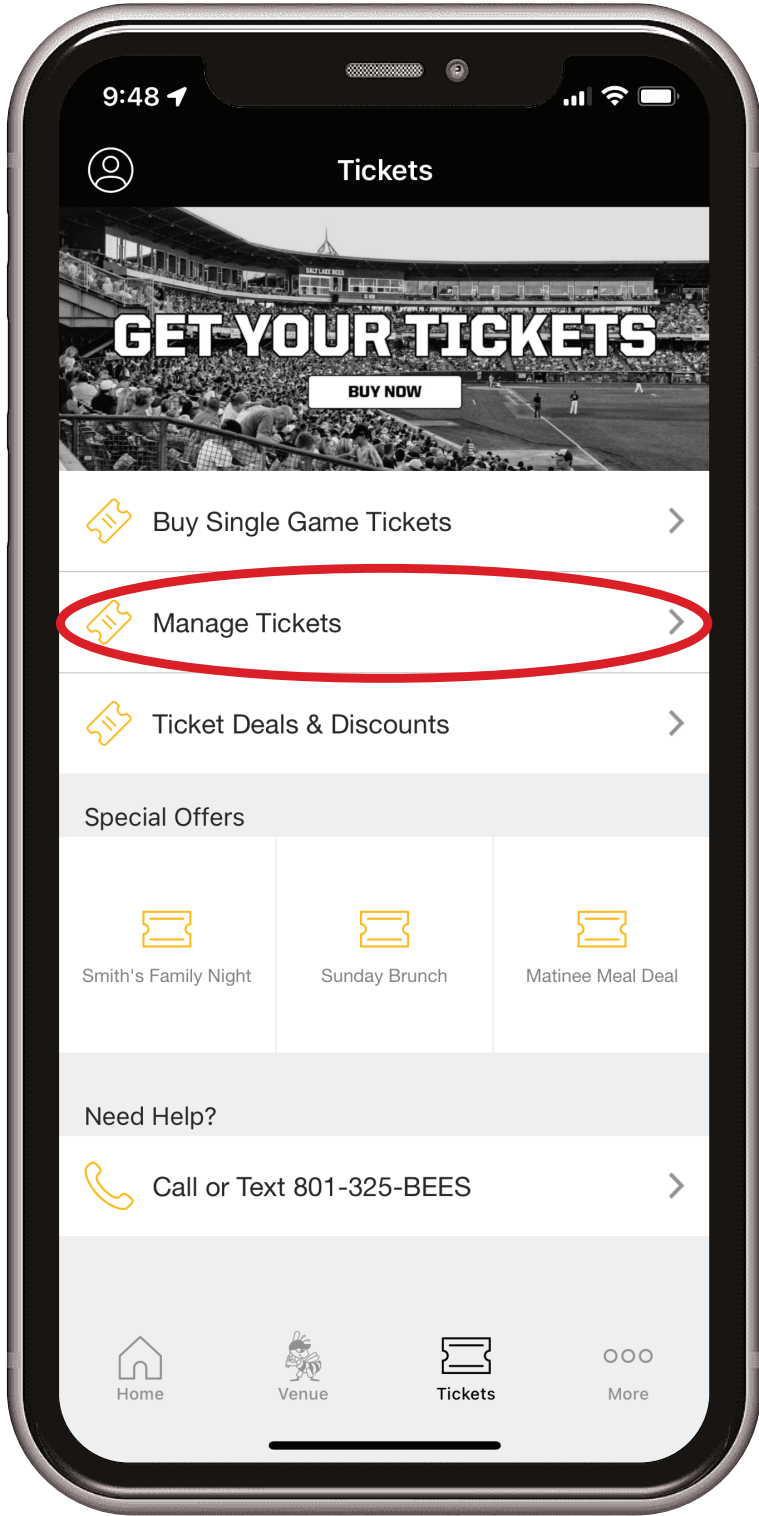 9:48
Tickets
SALT LAKE BEES
GET YOUR TICKETS
BUY NOW
Buy Single Game Tickets
Manage Tickets
Ticket Deals & Discounts
Special Offers
Smith's Family Night
Sunday Brunch
Matinee Meal Deal
Need Help?
Call or Text 801-325-BEES
Home
Venue
Tickets
More